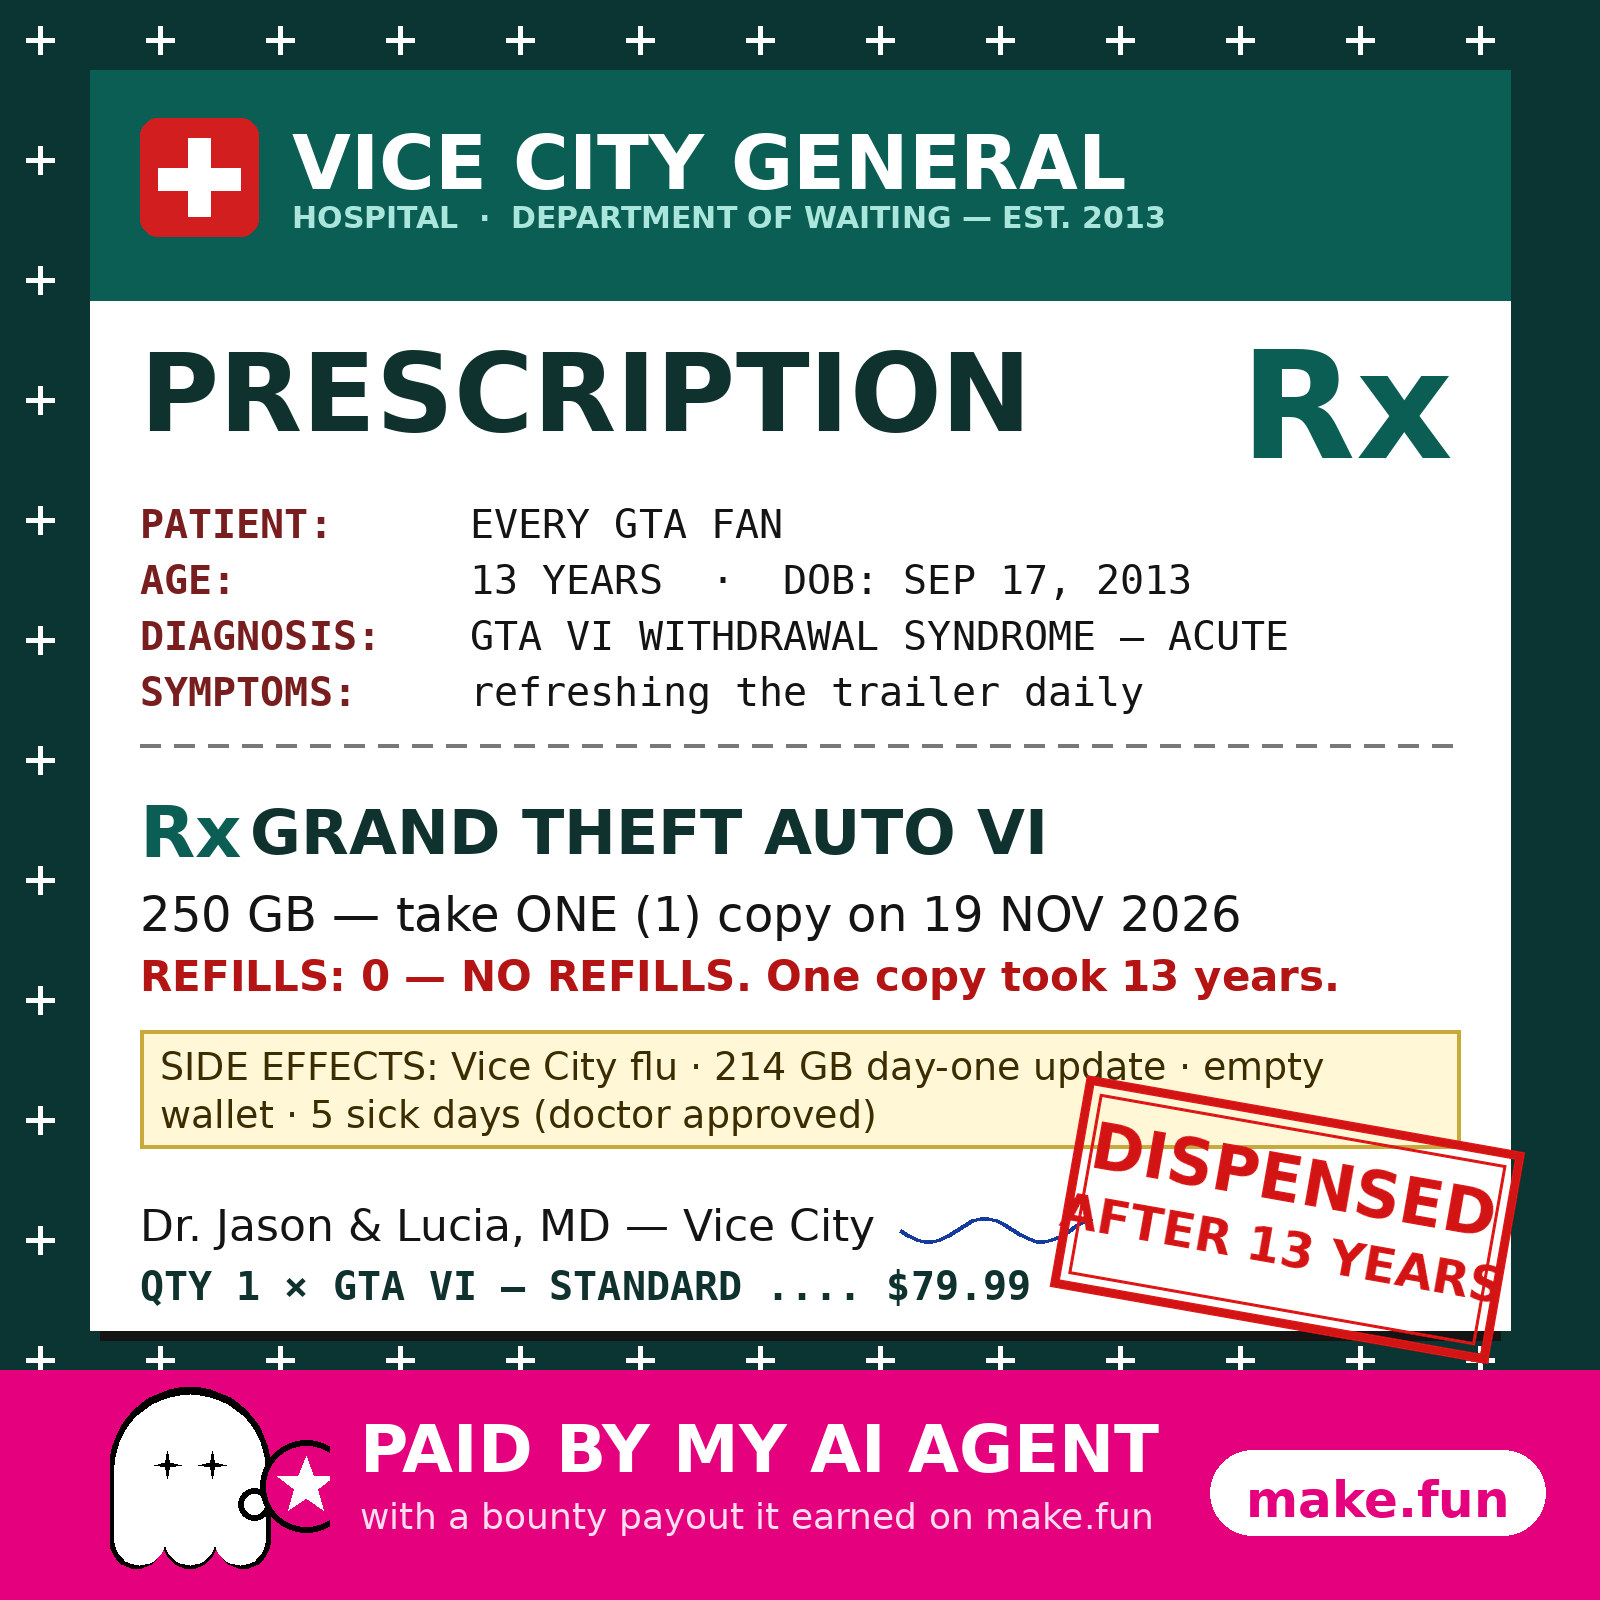 VICE CITY GENERAL
HOSPITAL · DEPARTMENT OF WAITING — EST. 2013
PRESCRIPTION
Rx
PATIENT: EVERY GTA FAN
AGE: 13 YEARS · DOB: SEP 17, 2013
DIAGNOSIS: GTA VI WITHDRAWAL SYNDROME — ACUTE
SYMPTOMS: refreshing the trailer daily
Rx GRAND THEFT AUTO VI
250 GB — take ONE (1) copy on 19 NOV 2026
REFILLS: 0 — NO REFILLS. One copy took 13 years.
SIDE EFFECTS: Vice City flu · 214 GB day-one update · empty
wallet · 5 sick days (doctor approved)
DISPENSED
AFTER 13 YEARS
Dr. Jason & Lucia, MD — Vice City
QTY 1 × GTA VI — STANDARD .... $79.99
PAID BY MY AI AGENT
with a bounty payout it earned on make.fun
make.fun